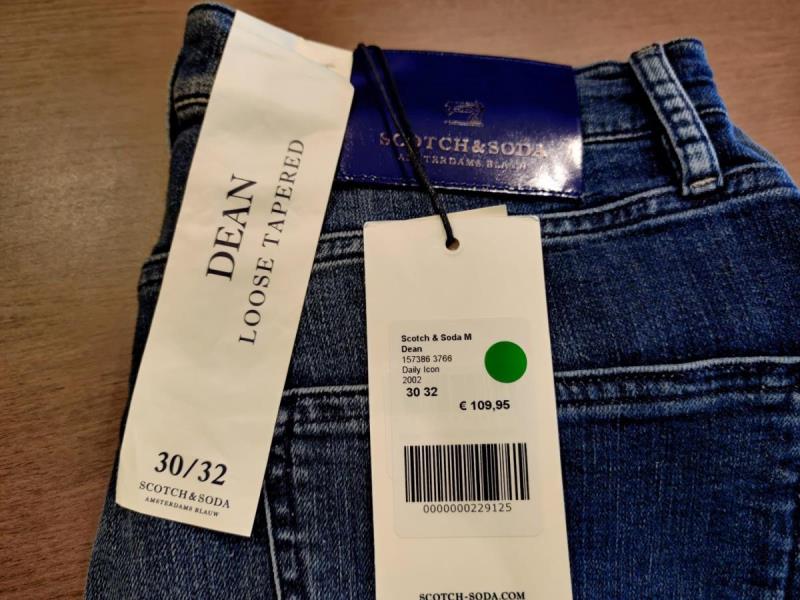 SCOTCH & SODA
AMSTERDAMS BLAUW
DEAN
LOOSE TAPERED
30/32
SCOTCH & SODA
AMSTERDAMS BLAUW
Scotch & Soda M
Dean
157386 3766
Daily Icon
2002
30 32
€ 109,95
0000000229125
SCOTCH-SODA.COM